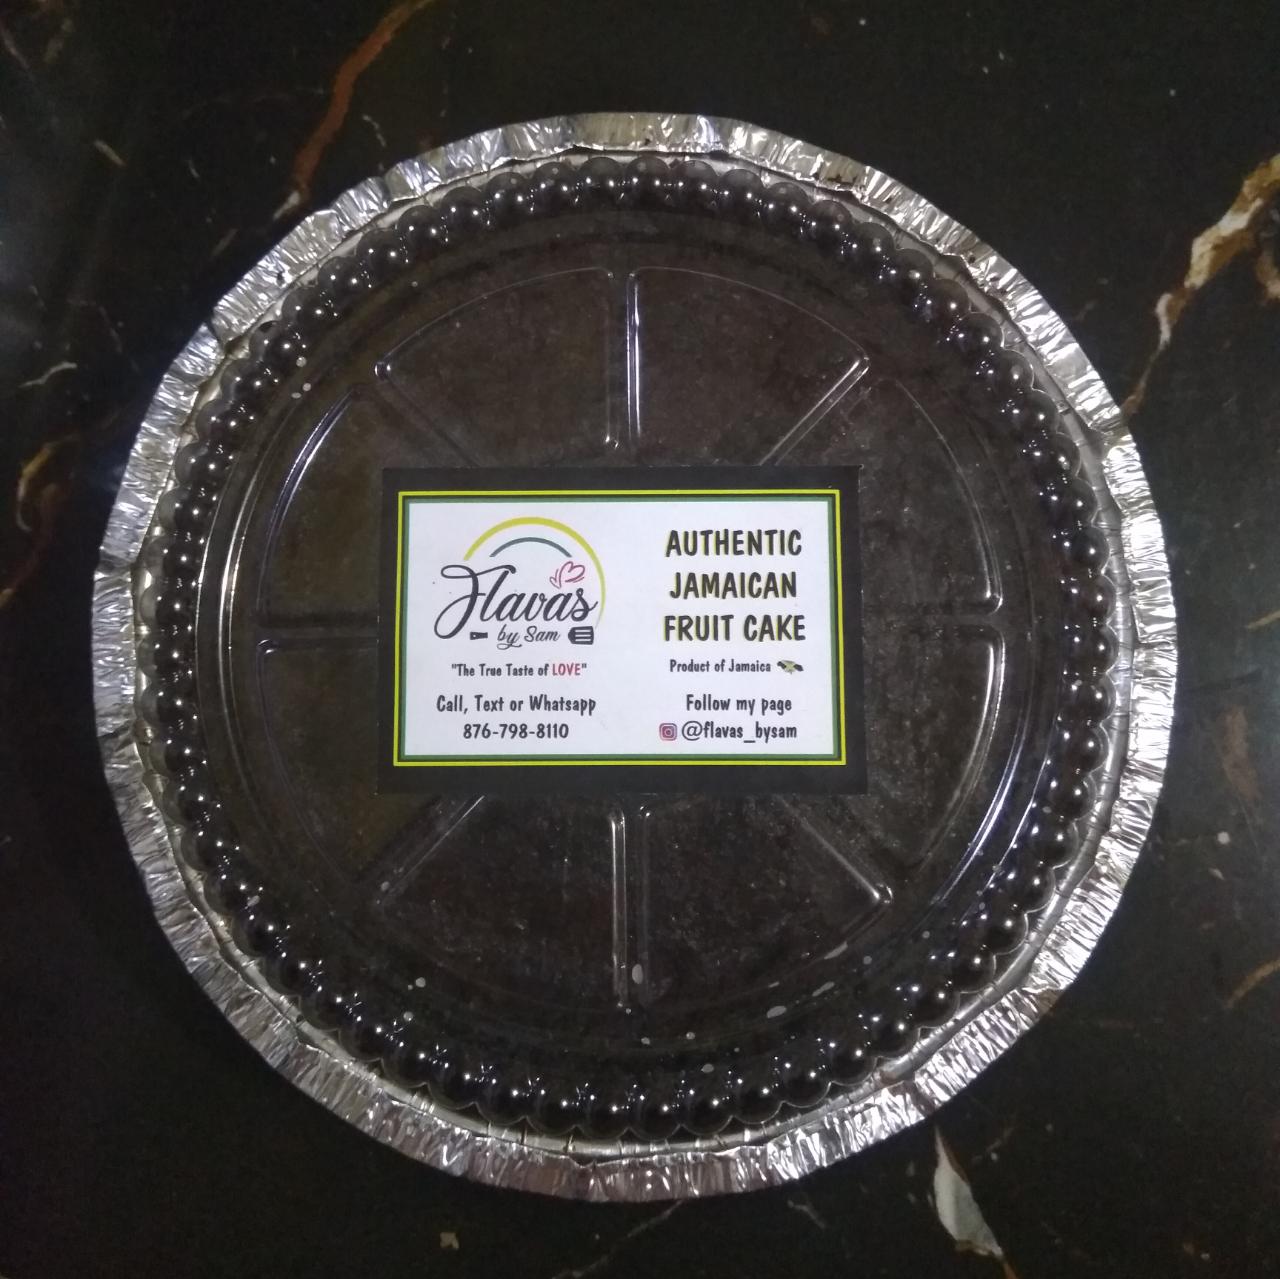 Flavas
by Sam
"The True Taste of LOVE"
Call, Text or Whatsapp
876-798-8110
AUTHENTIC
JAMAICAN
FRUIT CAKE
Product of Jamaica
Follow my page
@flavas_bysam